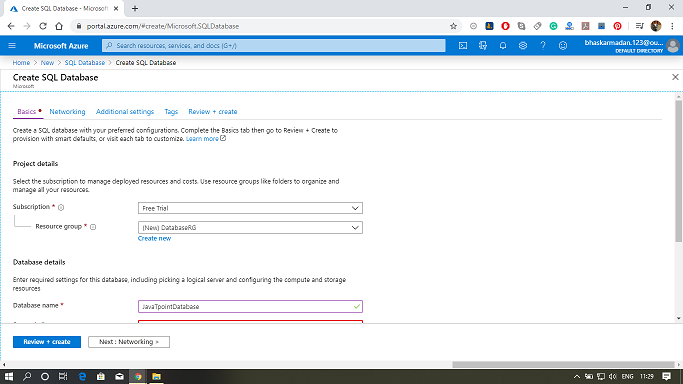 Create SQL Database - Microsoft
portal.azure.com/#create/Microsoft.SQLDatabase
Microsoft Azure
Search resources, services, and docs (G+/)
bhaskarmadan.123@ou...
DEFAULT DIRECTORY
Home > New > SQL Database > Create SQL Database
Create SQL Database
Microsoft
Basics Networking Additional settings Tags Review + create
Create a SQL database with your preferred configurations. Complete the Basics tab then go to Review + Create to
provision with smart defaults, or visit each tab to customize. Learn more
Project details
Select the subscription to manage deployed resources and costs. Use resource groups like folders to organize and
manage all your resources.
Subscription *
Free Trial
Resource group *
(New) DatabaseRG
Create new
Database details
Enter required settings for this database, including picking a logical server and configuring the compute and storage
resources
Database name *
JavaTpointDatabase
Review + create
Next : Networking >
ENG
11:29